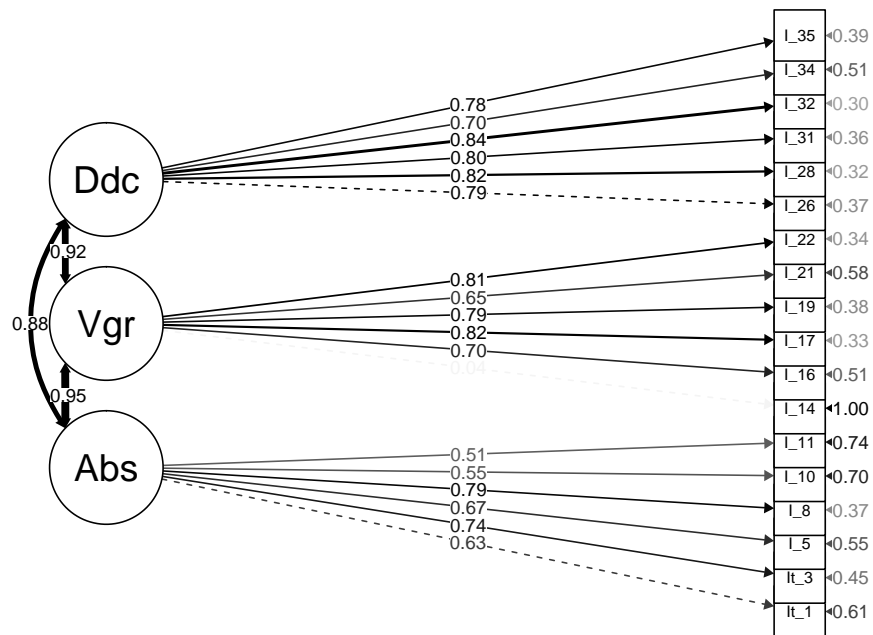 I_35 0.39
I_34 0.51
0.78
0.70
I_32 0.30
0.84
I_31 0.36
0.80
Ddc
0.82
I_28 0.32
0.79
I_26 0.37
I_22 0.34
0.92
I_21 0.58
0.81
0.65
I_19 0.38
0.79
0.88
Vgr
0.82
I_17 0.33
0.70
0.04
I_16 0.51
0.95
I_14 1.00
I_11 0.74
0.51
Abs
0.55
I_10 0.70
0.79
I_8 0.37
0.67
0.74
0.63
I_5 0.55
It_3 0.45
It_1 0.61